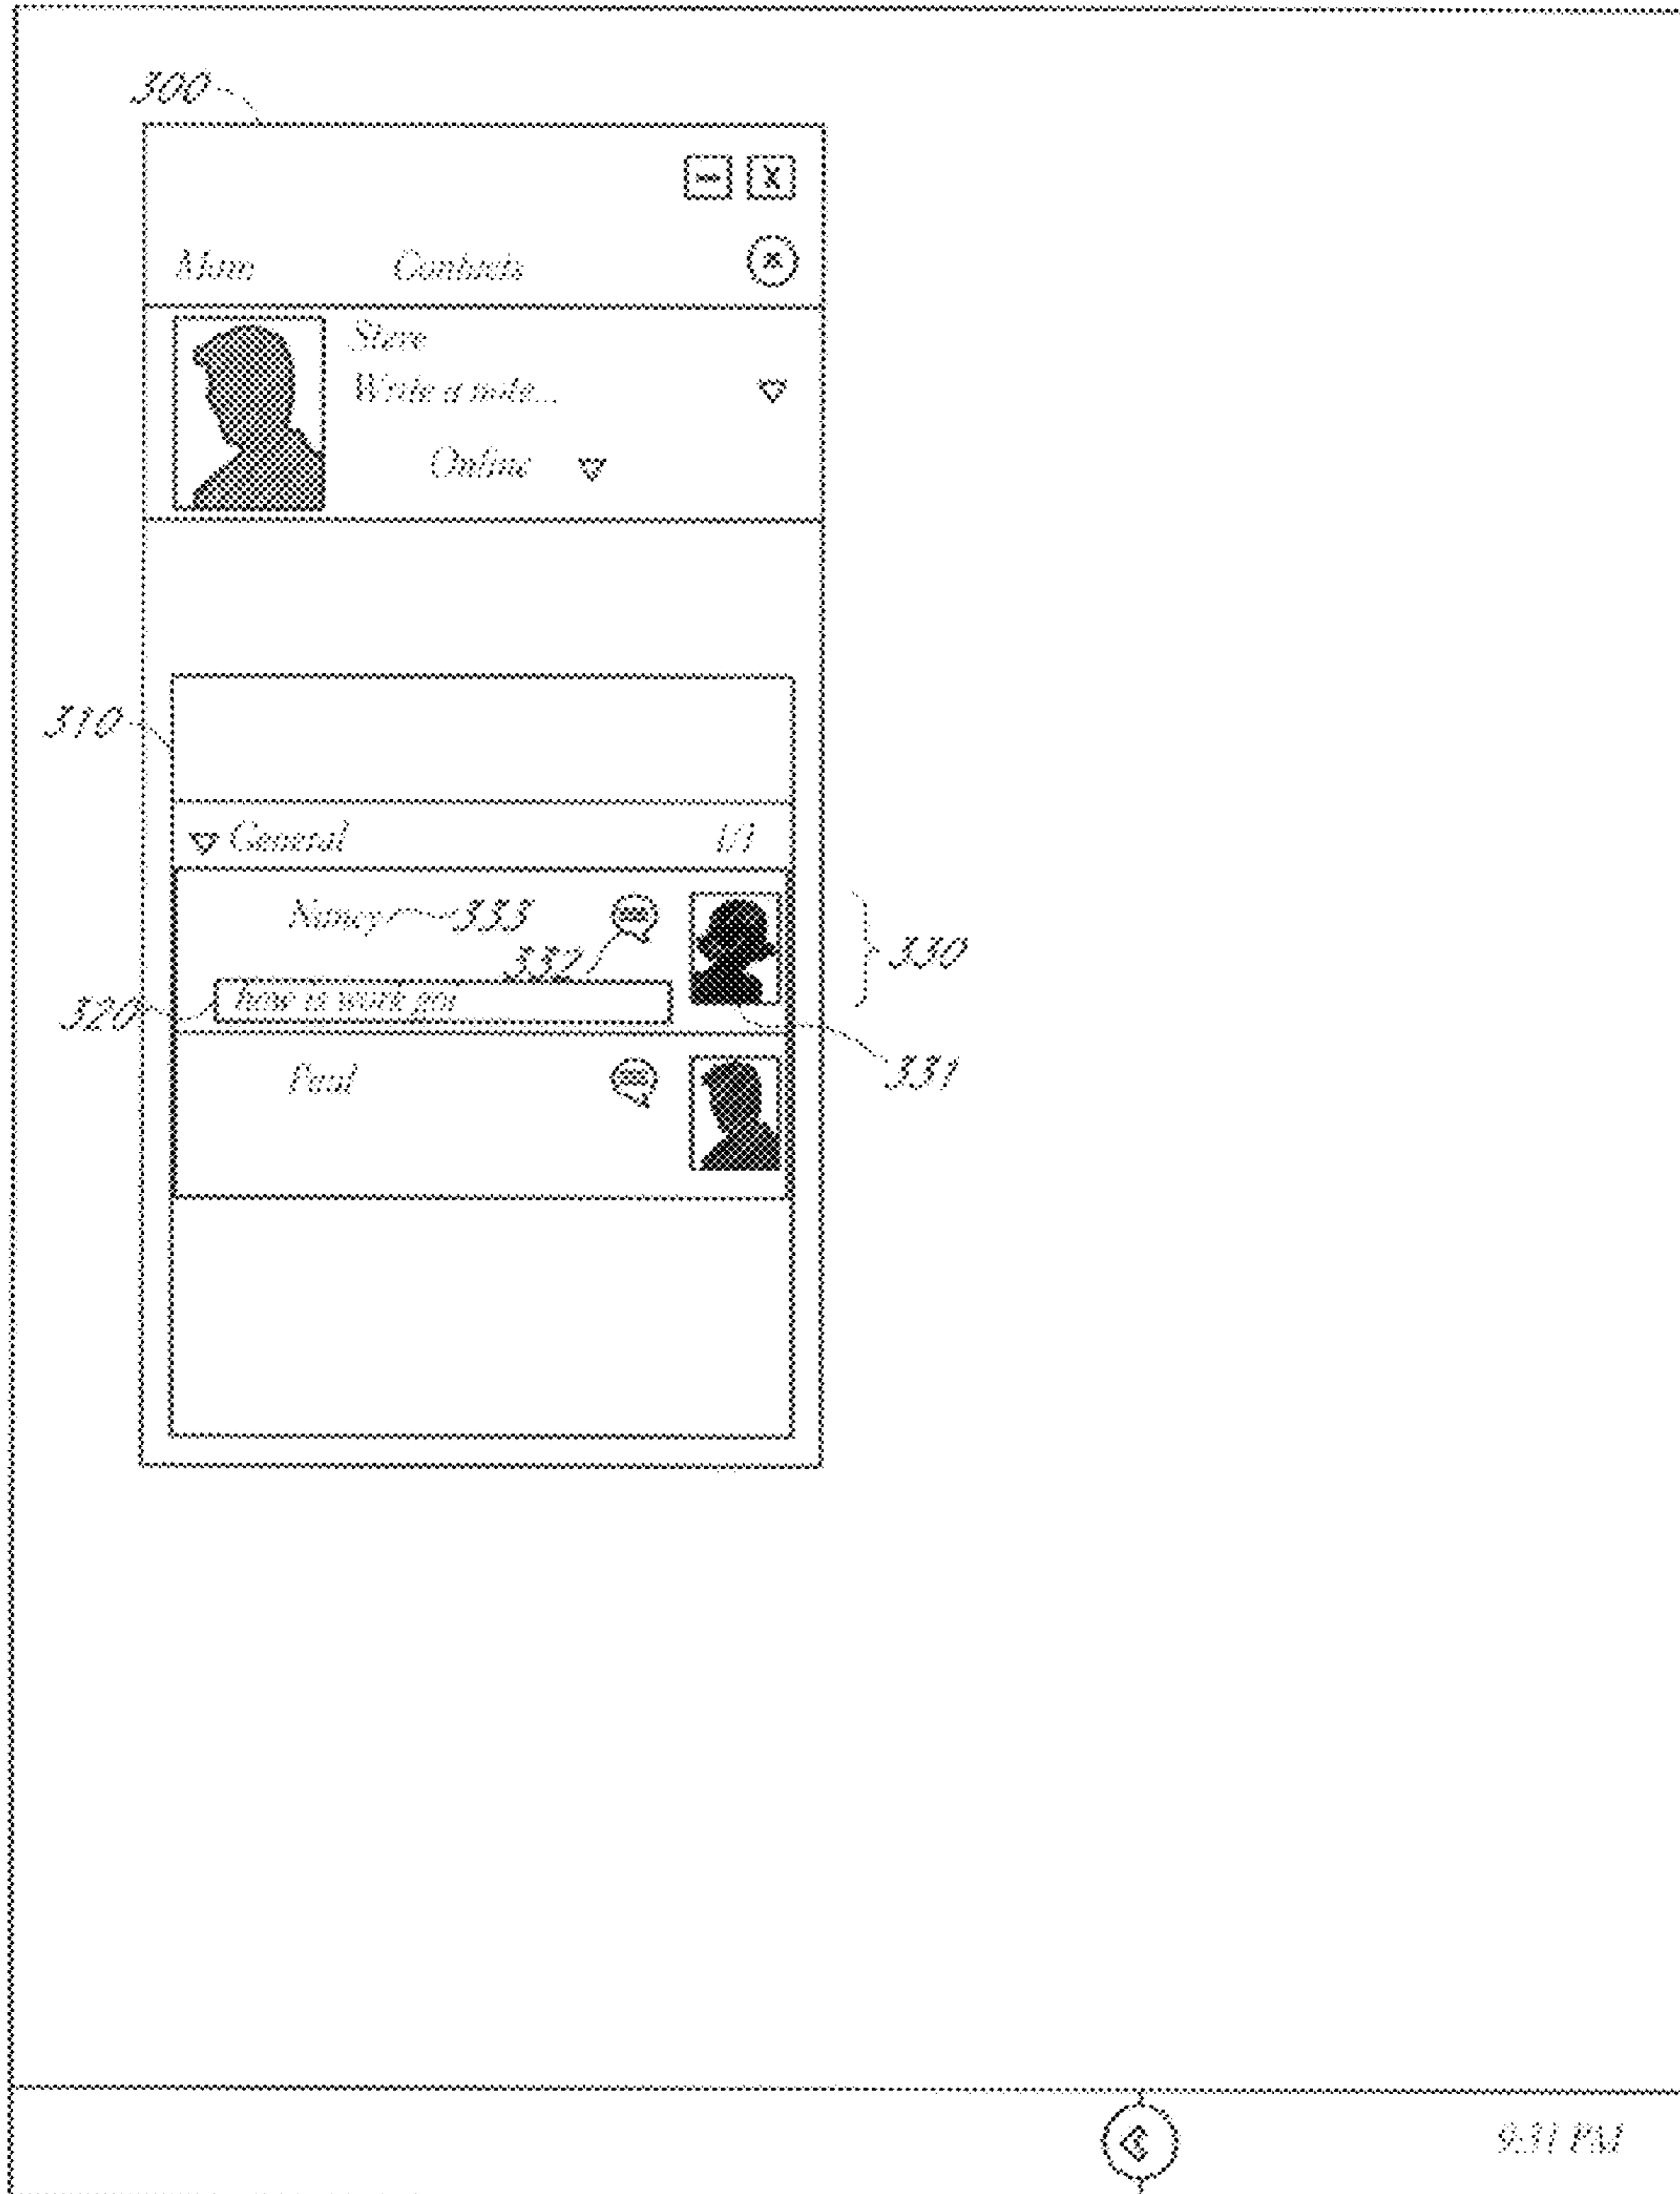 300
X
Main Contacts x
Steve
Write a note...
Online
310
General 1/1
Nancy 333
332
330
320 how is work goi
331
Paul
9:31 PM